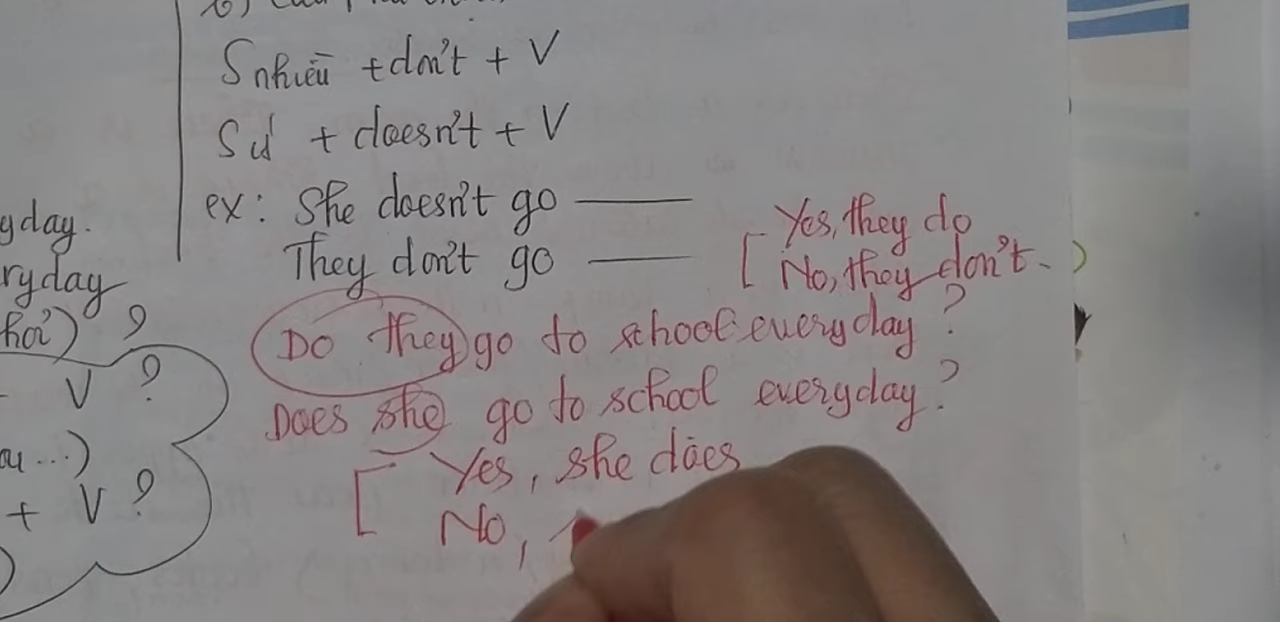 S nhiều + don't + V
S ít + doesn't + V
ex: She doesn't go
They don't go
Yes, they do
No, they don't.
yday.
ryday
hỏi) ?
V ?
...)
+ V ?
Do they go to school everyday?
Does she go to school everyday?
Yes, she does
No,